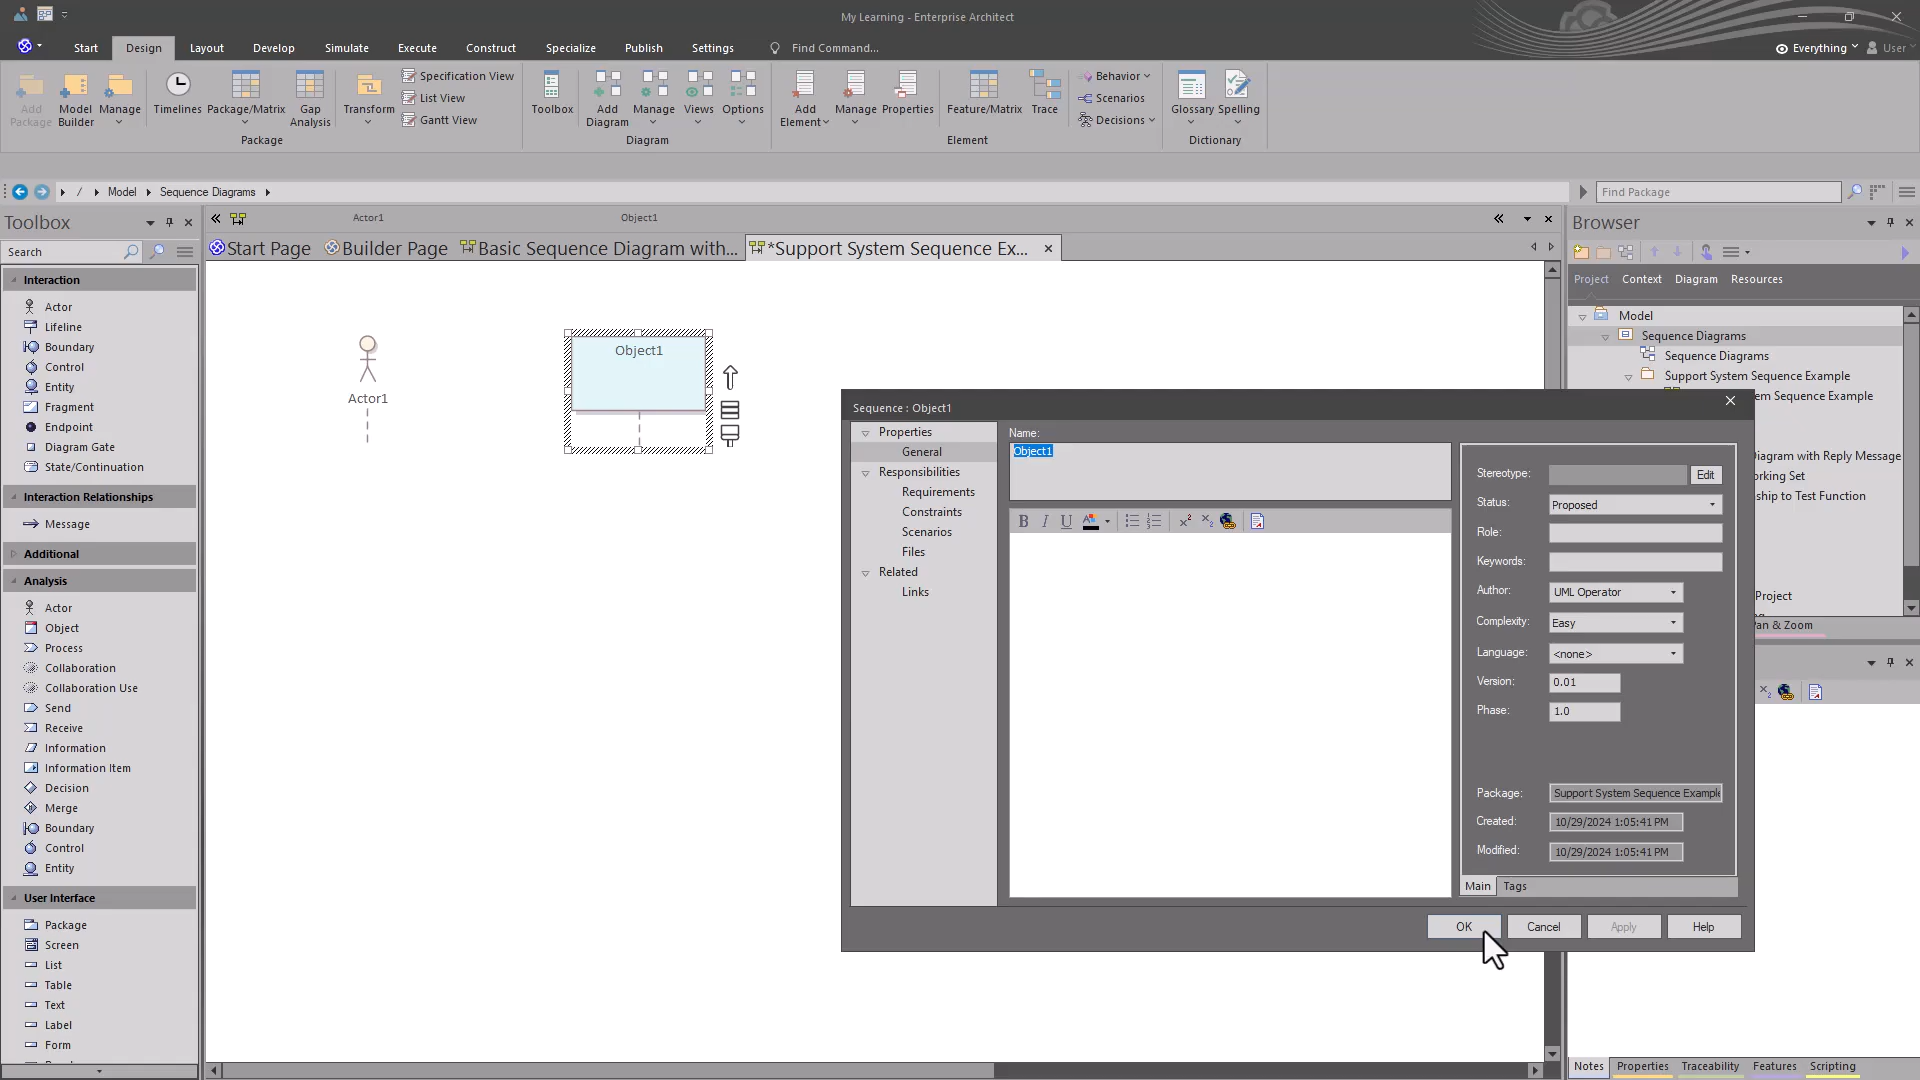 My Learning - Enterprise Architect
Start
Design
Layout
Develop
Simulate
Execute
Construct
Specialize
Publish
Settings
Find Command...
Everything
User
Add Package
Model Builder
Manage
Timelines
Package/Matrix
Gap Analysis
Transform
Specification View
List View
Gantt View
Package
Toolbox
Add Diagram
Manage
Views
Options
Diagram
Add Element
Manage
Properties
Feature/Matrix
Trace
Behavior
Scenarios
Decisions
Element
Glossary
Spelling
Dictionary
/ Model Sequence Diagrams
Find Package
Toolbox
Search
Interaction
Actor
Lifeline
Boundary
Control
Entity
Fragment
Endpoint
Diagram Gate
State/Continuation
Interaction Relationships
Message
Additional
Analysis
Actor
Object
Process
Collaboration
Collaboration Use
Send
Receive
Information
Information Item
Decision
Merge
Boundary
Control
Entity
User Interface
Package
Screen
List
Table
Text
Label
Form
Actor1
Object1
Start Page
Builder Page
Basic Sequence Diagram with...
*Support System Sequence Ex...
Actor1
Object1
Sequence : Object1
Properties
General
Responsibilities
Requirements
Constraints
Scenarios
Files
Related
Links
Name:
Object1
B I U
Stereotype:
Edit
Status: Proposed
Role:
Keywords:
Author: UML Operator
Complexity: Easy
Language: <none>
Version: 0.01
Phase: 1.0
Package: Support System Sequence Example
Created: 10/29/2024 1:05:41 PM
Modified: 10/29/2024 1:05:41 PM
Main
Tags
OK
Cancel
Apply
Help
Browser
Project
Context
Diagram
Resources
Model
Sequence Diagrams
Sequence Diagrams
Support System Sequence Example
em Sequence Example
Diagram with Reply Message
orking Set
ship to Test Function
Project
Pan & Zoom
Notes
Properties
Traceability
Features
Scripting